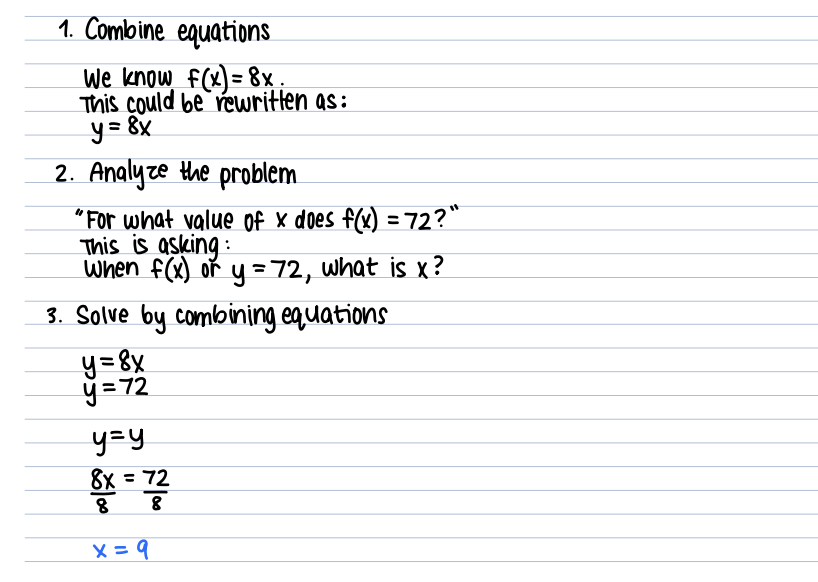 1. Combine equations
We know f(x) = 8x.
This could be rewritten as:
y = 8x
2. Analyze the problem
"For what value of x does f(x) = 72?"
This is asking:
When f(x) or y = 72, what is x?
3. Solve by combining equations
y = 8x
y = 72
y = y
8x = 72
8 8
x = 9